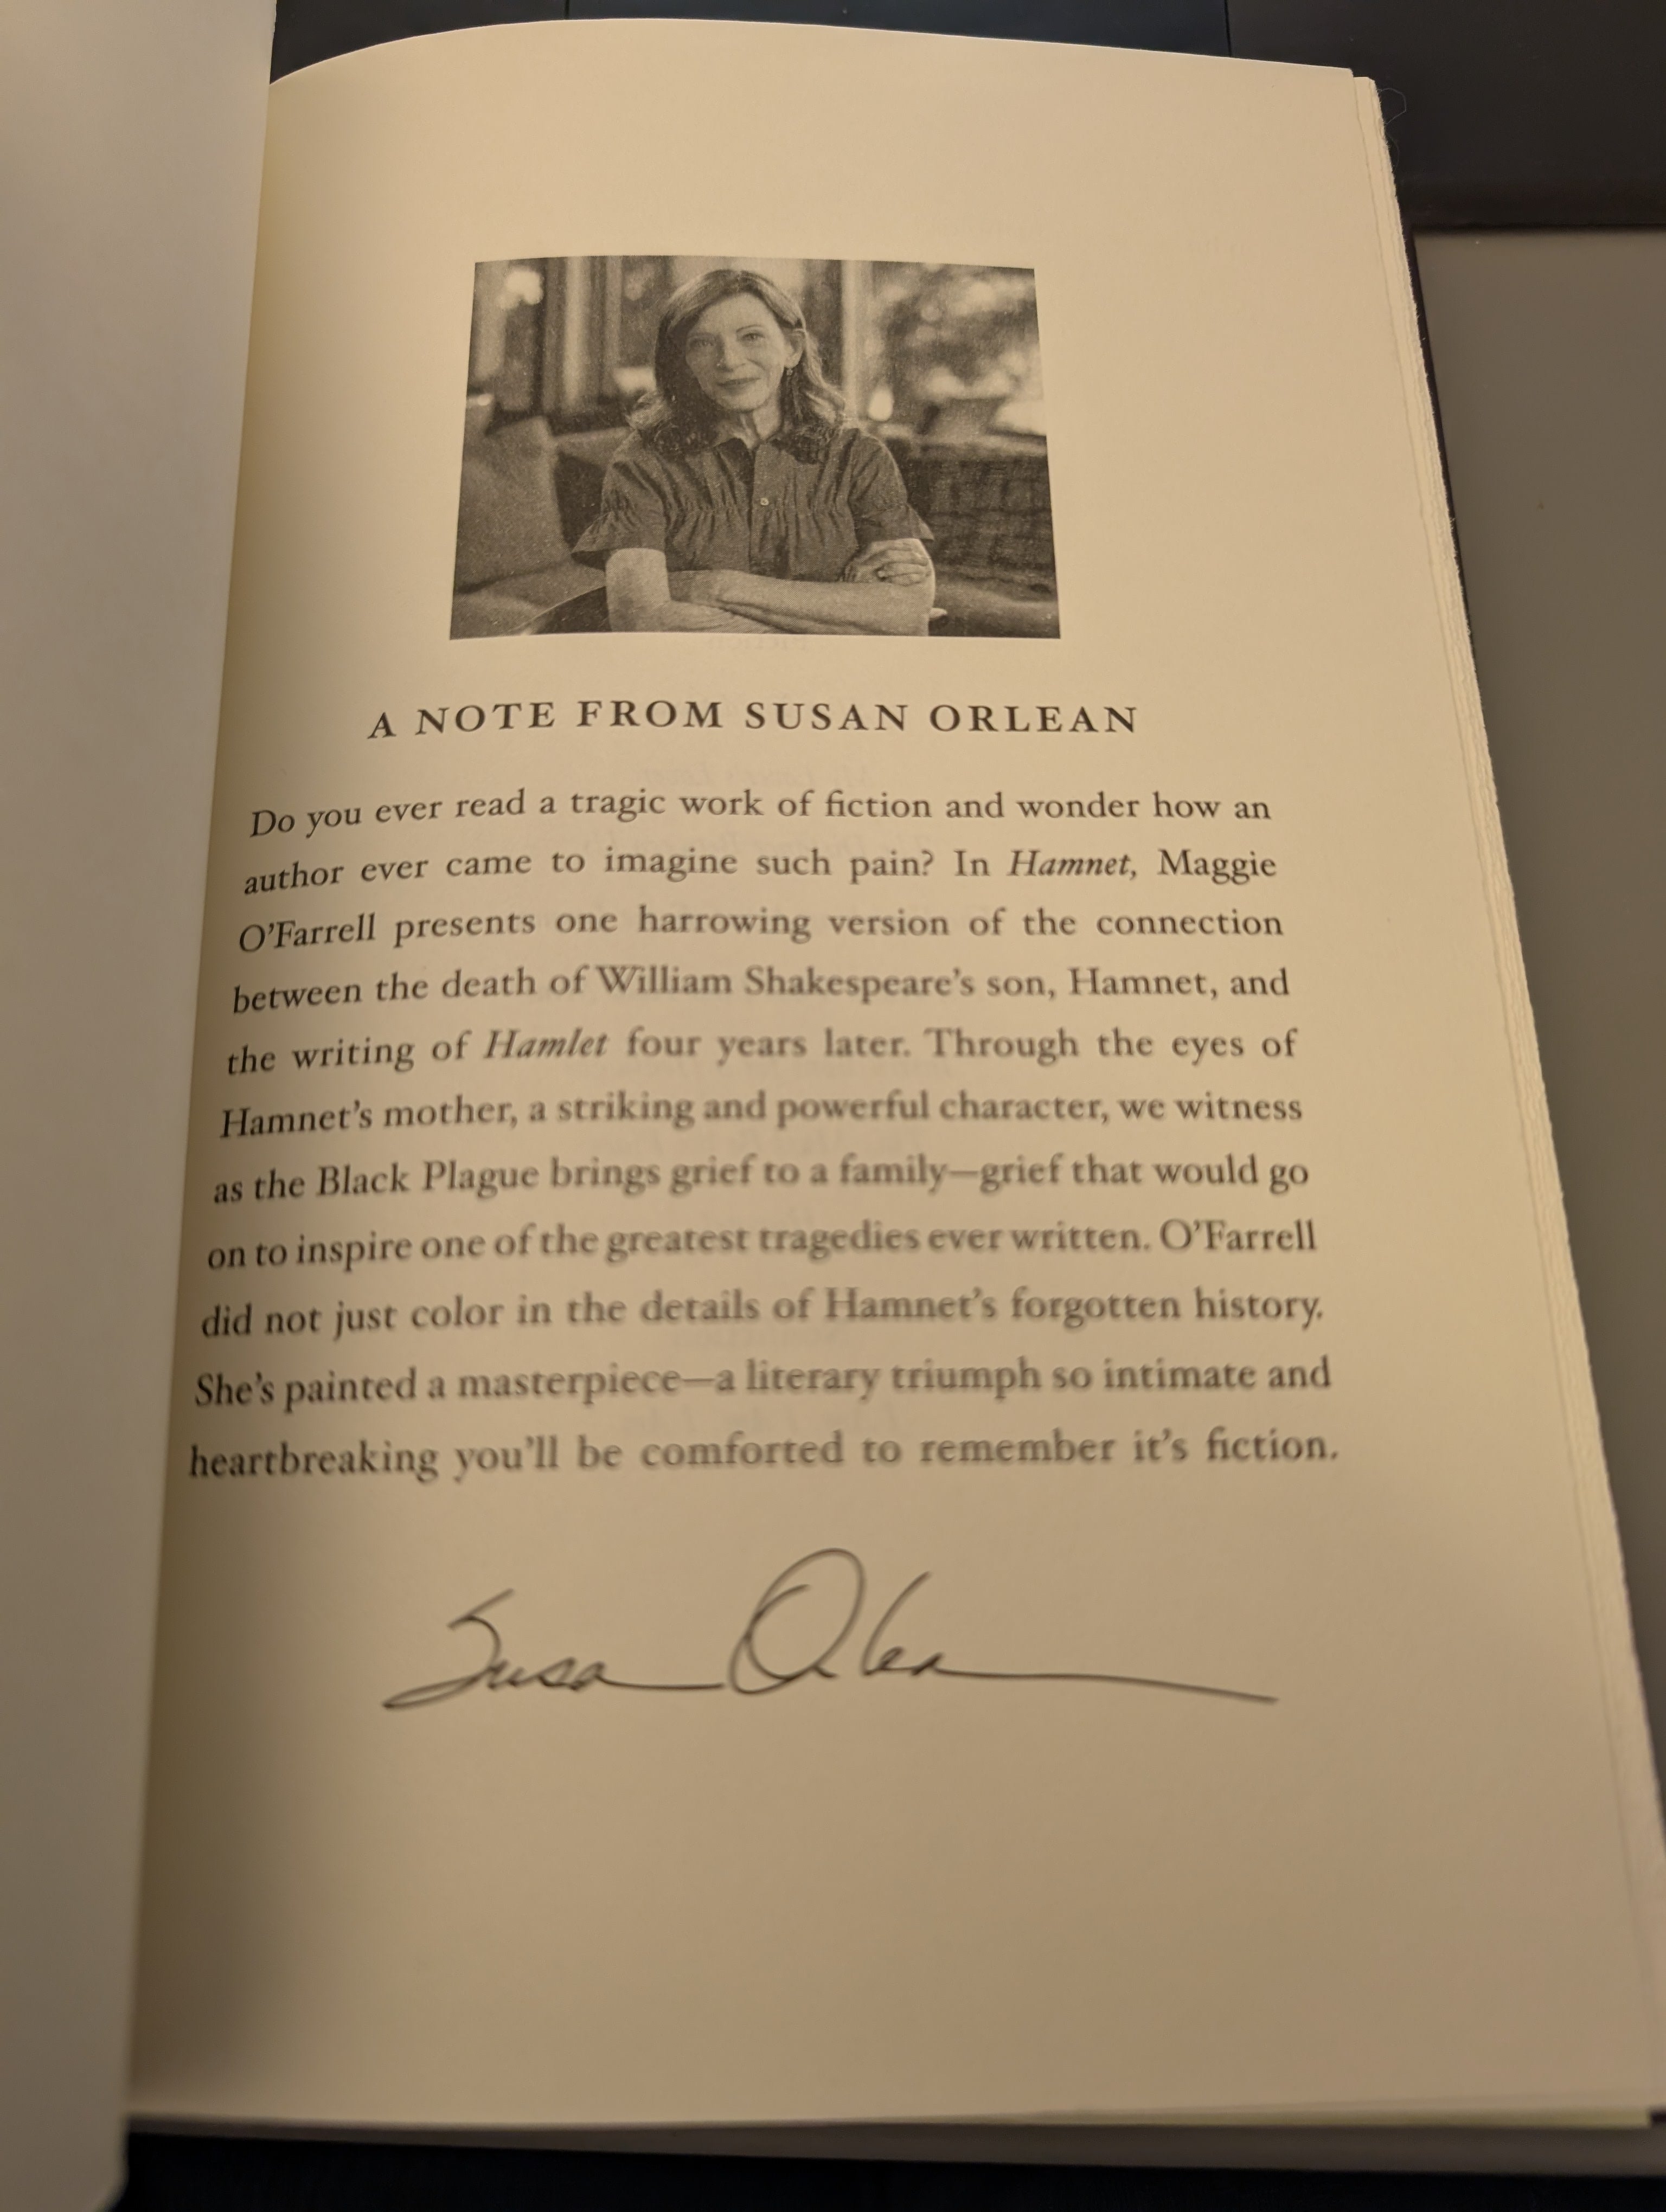 A NOTE FROM SUSAN ORLEAN
Do you ever read a tragic work of fiction and wonder how an
author ever came to imagine such pain? In Hamnet, Maggie
O'Farrell presents one harrowing version of the connection
between the death of William Shakespeare's son, Hamnet, and
the writing of Hamlet four years later. Through the eyes of
Hamnet's mother, a striking and powerful character, we witness
as the Black Plague brings grief to a family—grief that would go
on to inspire one of the greatest tragedies ever written. O'Farrell
did not just color in the details of Hamnet's forgotten history.
She's painted a masterpiece—a literary triumph so intimate and
heartbreaking you'll be comforted to remember it's fiction.
Susan Orlean